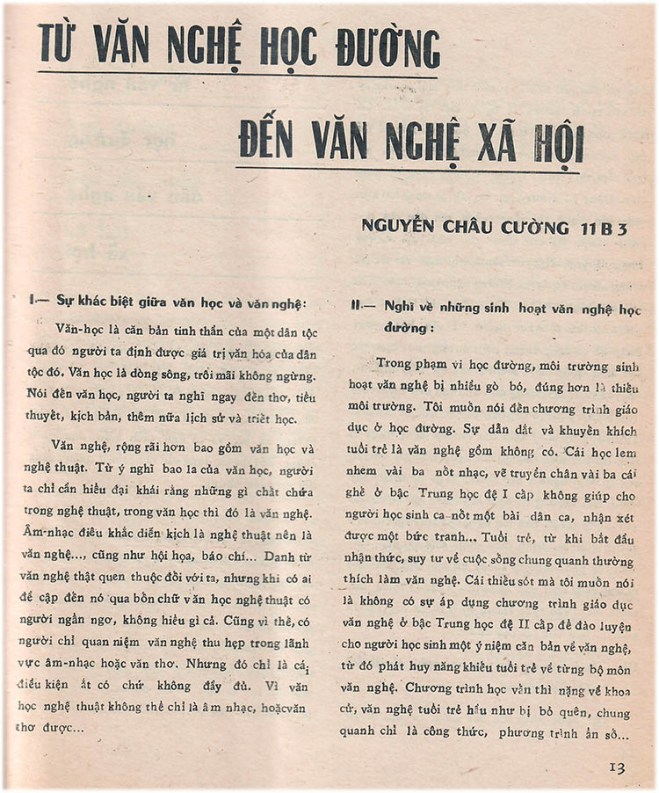 TỪ VĂN NGHỆ HỌC ĐƯỜNG
ĐẾN VĂN NGHỆ XÃ HỘI
NGUYỄN CHÂU CƯỜNG 11B3
I.— Sự khác biệt giữa văn học và văn nghệ:
Văn-học là căn bản tinh thần của một dân tộc
qua đó người ta định được giá trị văn hóa của dân
tộc đó. Văn học là dòng sông, trôi mãi không ngừng.
Nói đến văn học, người ta nghĩ ngay đến thơ, tiểu
thuyết, kịch bản, thêm nữa lịch sử và triết học.
Văn nghệ, rộng rãi hơn bao gồm văn học và
nghệ thuật. Từ ý nghĩ bao la của văn học, người
ta chỉ cần hiểu đại khái rằng những gì chất chứa
trong nghệ thuật, trong văn học thì đó là văn nghệ.
Âm-nhạc điêu khắc diễn kịch là nghệ thuật nên là
văn nghệ..., cũng như hội họa, báo chí... Danh từ
văn nghệ thật quen thuộc đối với ta, nhưng khi có ai
đề cập đến nó qua bốn chữ văn học nghệ thuật có
người ngẩn ngơ, không hiểu gì cả. Cũng vì thế, có
người chỉ quan niệm văn nghệ thu hẹp trong lãnh
vực âm-nhạc hoặc văn thơ. Nhưng đó chỉ là cái
điều kiện ắt có chứ không đầy đủ. Vì văn
học nghệ thuật không thể chỉ là âm nhạc, hoặcvăn
thơ được...
II.— Nghĩ về những sinh hoạt văn nghệ học
đường :
Trong phạm vi học đường, môi trường sinh
hoạt văn nghệ bị nhiều gò bó, đúng hơn là thiếu
môi trường. Tôi muốn nói đến chương trình giáo
dục ở học đường. Sự dẫn dắt và khuyến khích
tuổi trẻ là văn nghệ gồm không có. Cái học lem
nhem vài ba nốt nhạc, vẽ truyền chân vài ba cái
ghế ở bậc Trung học đệ I cấp không giúp cho
người học sinh ca nốt một bài dân ca, nhận xét
được một bức tranh... Tuổi trẻ, từ khi bắt đầu
nhận thức, suy tư về cuộc sống chung quanh thường
thích làm văn nghệ. Cái thiếu sót mà tôi muốn nói
là không có sự áp dụng chương trình giáo dục
văn nghệ ở bậc Trung học đệ II cấp để đào luyện
cho người học sinh một ý niệm căn bản về văn nghệ,
từ đó phát huy năng khiếu tuổi trẻ về từng bộ môn
văn nghệ. Chương trình học vẫn thì nặng về khoa
cử, văn nghệ tuổi trẻ hầu như bị bỏ quên, chung
quanh chỉ là công thức, phương trình ẩn số...
13